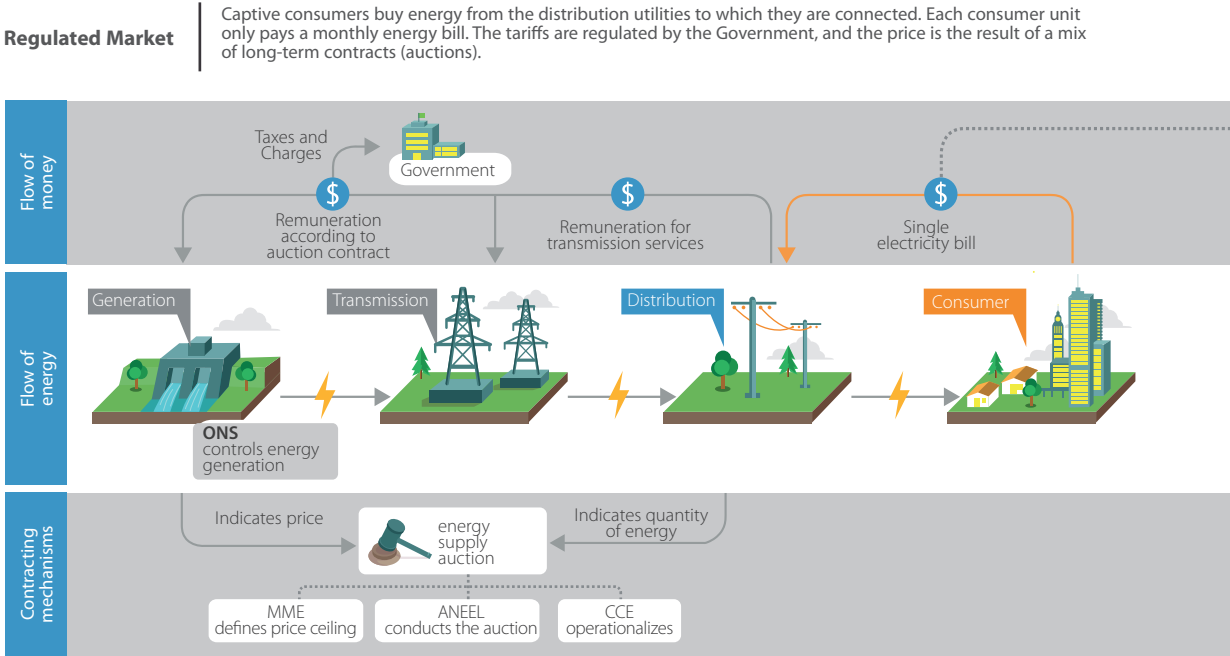 Regulated Market
Captive consumers buy energy from the distribution utilities to which they are connected. Each consumer unit
only pays a monthly energy bill. The tariffs are regulated by the Government, and the price is the result of a mix
of long-term contracts (auctions).
Flow of
money
Taxes and
Charges
Government
$
Remuneration
according to
auction contract
$
Remuneration for
transmission services
$
Single
electricity bill
Flow of
energy
Generation
Transmission
Distribution
Consumer
ONS
controls energy
generation
Contracting
mechanisms
Indicates price
energy
supply
auction
Indicates quantity
of energy
MME
defines price ceiling
ANEEL
conducts the auction
CCE
operationalizes